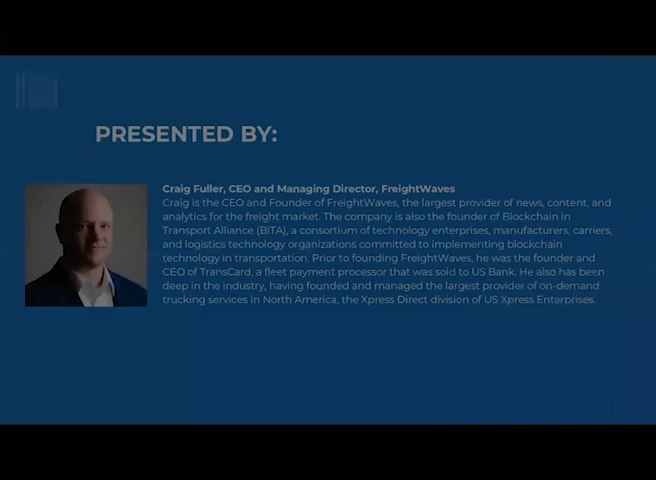 PRESENTED BY:
Craig Fuller, CEO and Managing Director, FreightWaves
Craig is the CEO and Founder of FreightWaves, the largest provider of news, content, and
analytics for the freight market. The company is also the founder of Blockchain in
Transport Alliance (BiTA), a consortium of technology enterprises, manufacturers, carriers,
and logistics technology organizations committed to implementing blockchain
technology in transportation. Prior to founding FreightWaves, he was the founder and
CEO of TransCard, a fleet payment processor that was sold to US Bank. He also has been
deep in the industry, having founded and managed the largest provider of on-demand
trucking services in North America, the Xpress Direct division of US Xpress Enterprises.